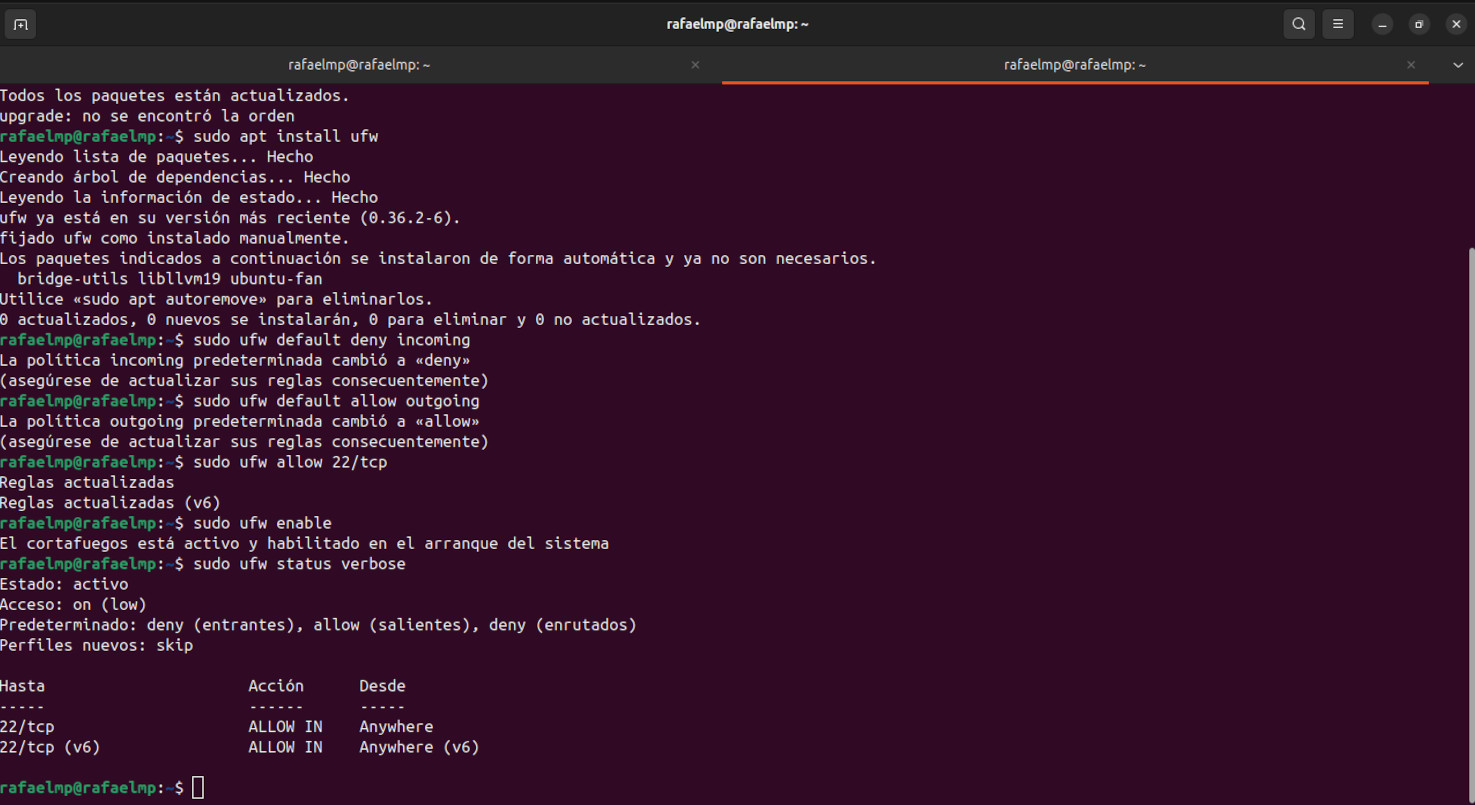 rafaelmp@rafaelmp: ~
rafaelmp@rafaelmp: ~
rafaelmp@rafaelmp: ~
Todos los paquetes están actualizados.
upgrade: no se encontró la orden
rafaelmp@rafaelmp:~$ sudo apt install ufw
Leyendo lista de paquetes... Hecho
Creando árbol de dependencias... Hecho
Leyendo la información de estado... Hecho
ufw ya está en su versión más reciente (0.36.2-6).
fijado ufw como instalado manualmente.
Los paquetes indicados a continuación se instalaron de forma automática y ya no son necesarios.
  bridge-utils libllvm19 ubuntu-fan
Utilice «sudo apt autoremove» para eliminarlos.
0 actualizados, 0 nuevos se instalarán, 0 para eliminar y 0 no actualizados.
rafaelmp@rafaelmp:~$ sudo ufw default deny incoming
La política incoming predeterminada cambió a «deny»
(asegúrese de actualizar sus reglas consecuentemente)
rafaelmp@rafaelmp:~$ sudo ufw default allow outgoing
La política outgoing predeterminada cambió a «allow»
(asegúrese de actualizar sus reglas consecuentemente)
rafaelmp@rafaelmp:~$ sudo ufw allow 22/tcp
Reglas actualizadas
Reglas actualizadas (v6)
rafaelmp@rafaelmp:~$ sudo ufw enable
El cortafuegos está activo y habilitado en el arranque del sistema
rafaelmp@rafaelmp:~$ sudo ufw status verbose
Estado: activo
Acceso: on (low)
Predeterminado: deny (entrantes), allow (salientes), deny (enrutados)
Perfiles nuevos: skip
Hasta                      Acción      Desde
-----                      ------      -----
22/tcp                     ALLOW IN    Anywhere
22/tcp (v6)                ALLOW IN    Anywhere (v6)
rafaelmp@rafaelmp:~$